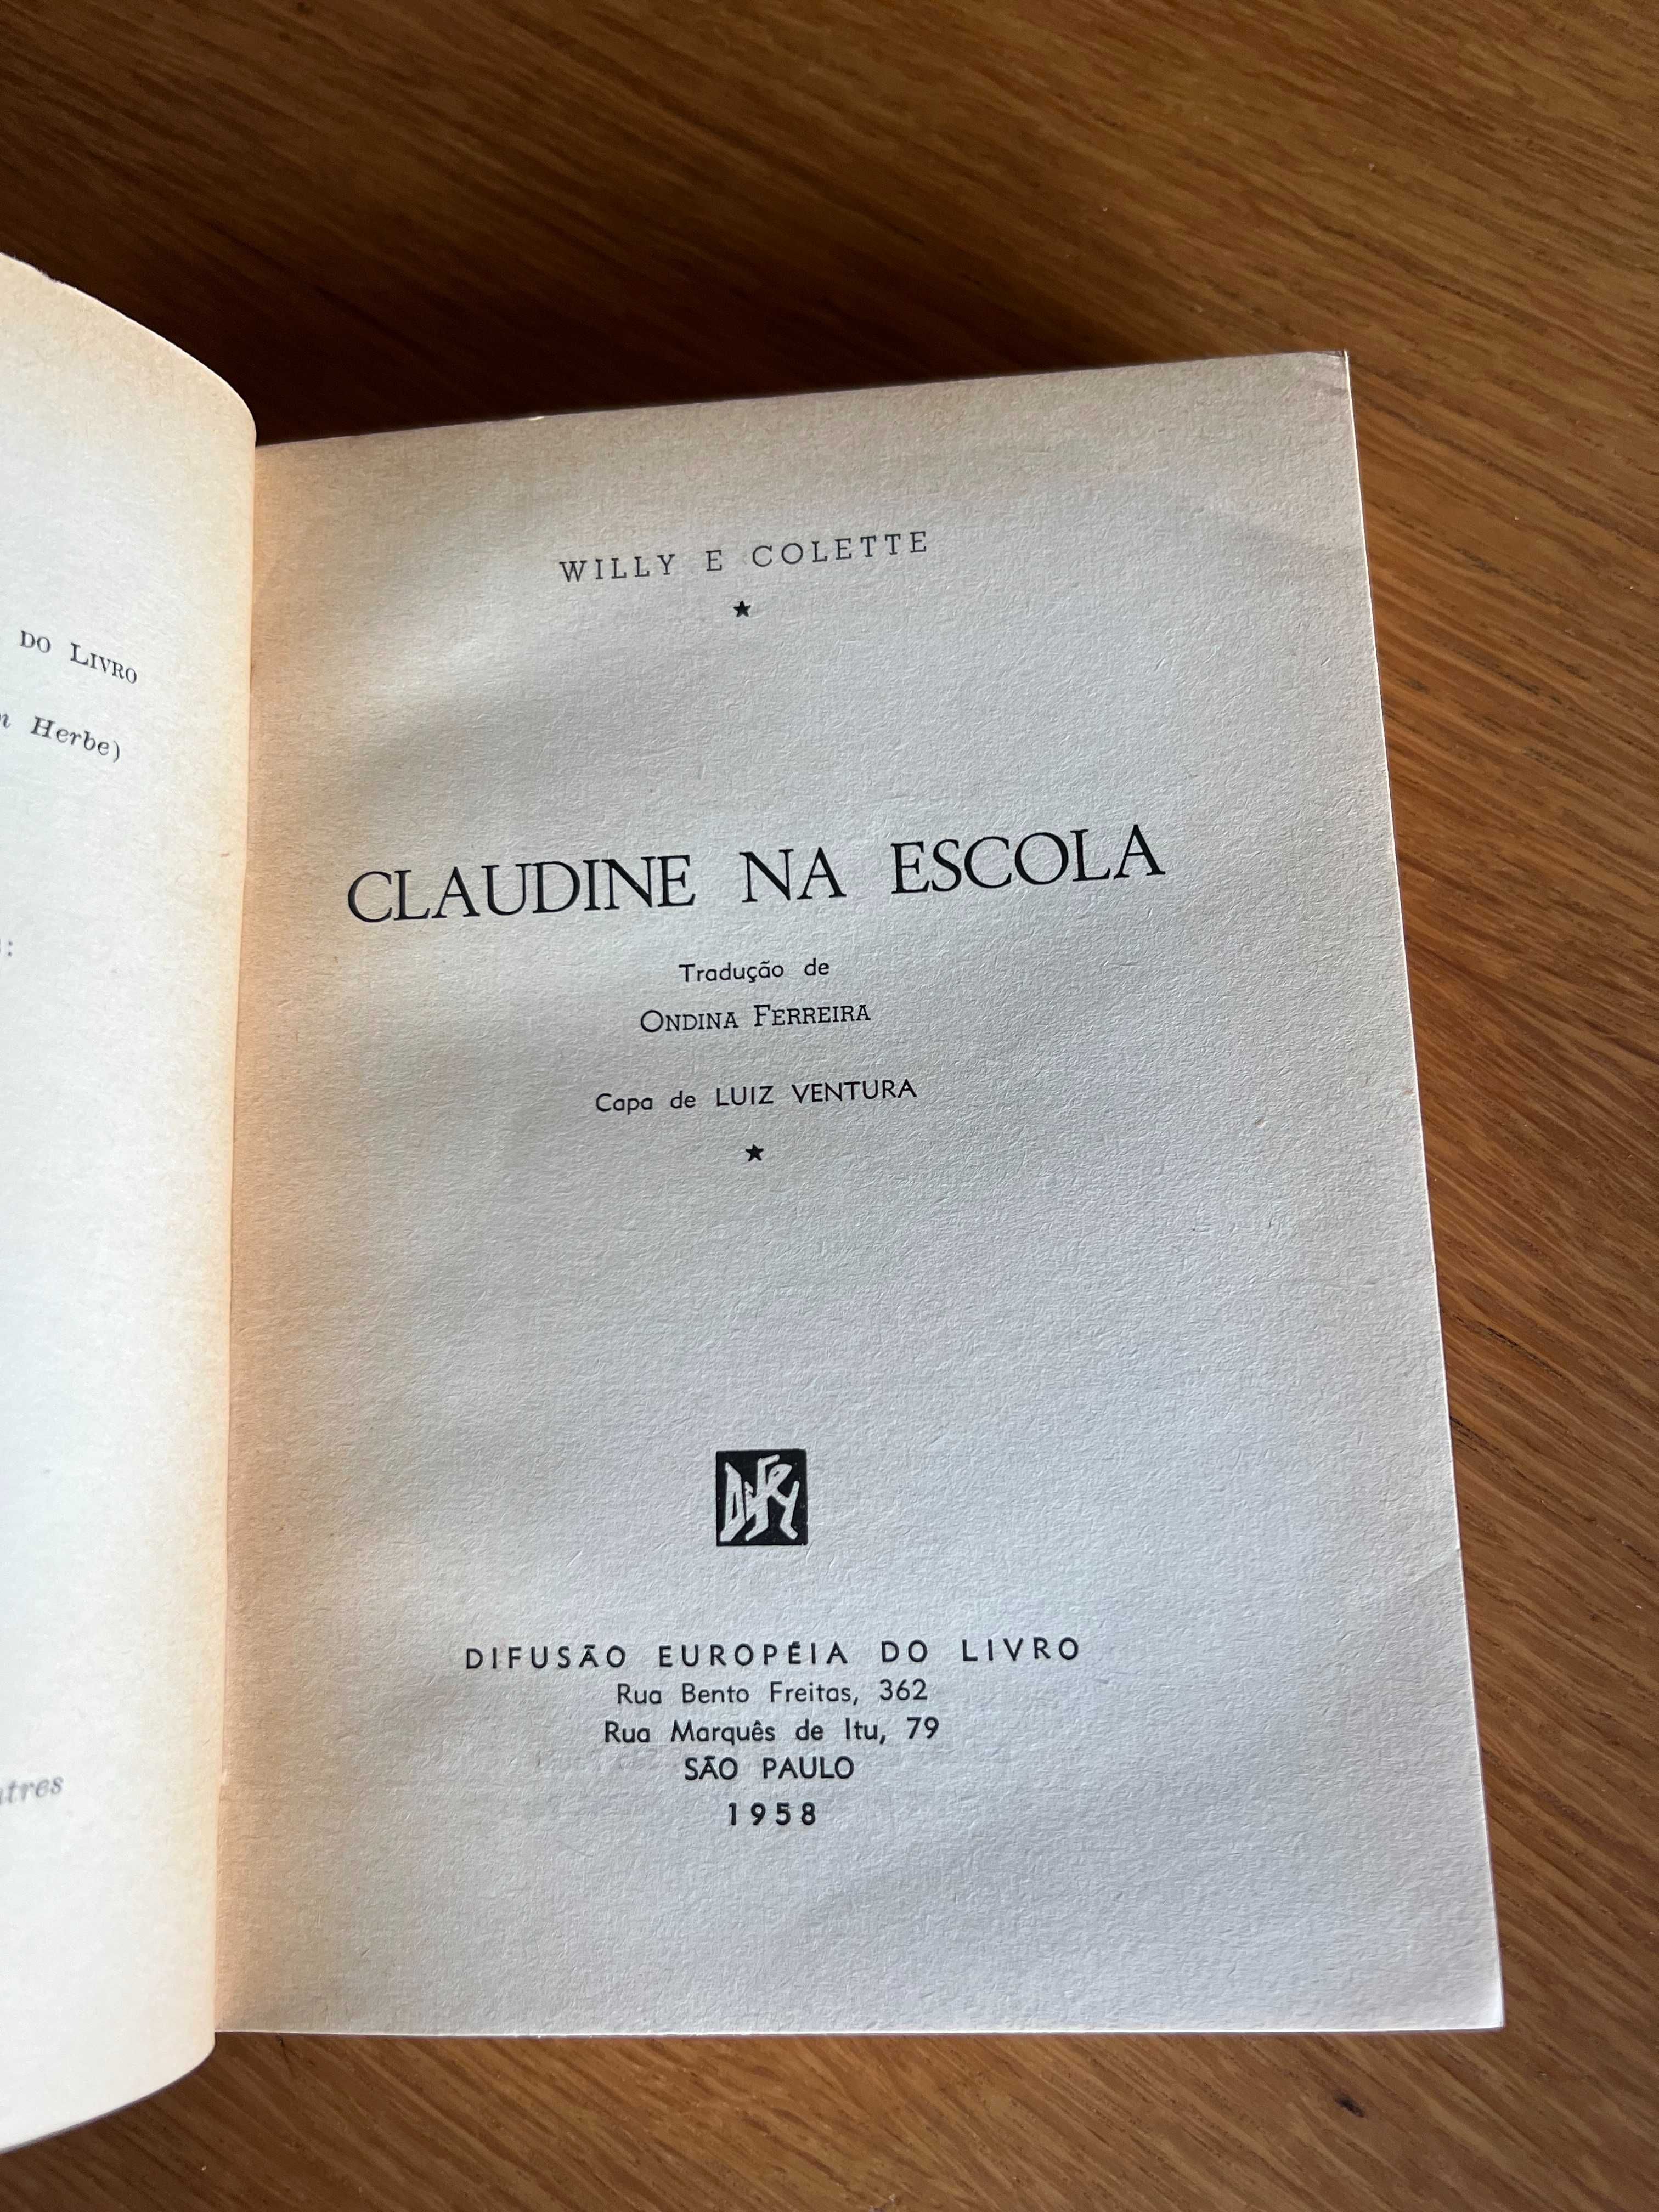 DO LIVRO
Herbe)
WILLY E COLETTE
CLAUDINE NA ESCOLA
Tradução de
ONDINA FERREIRA
Capa de LUIZ VENTURA
DIFUSÃO EUROPÉIA DO LIVRO
Rua Bento Freitas, 362
Rua Marquês de Itu, 79
SÃO PAULO
1958